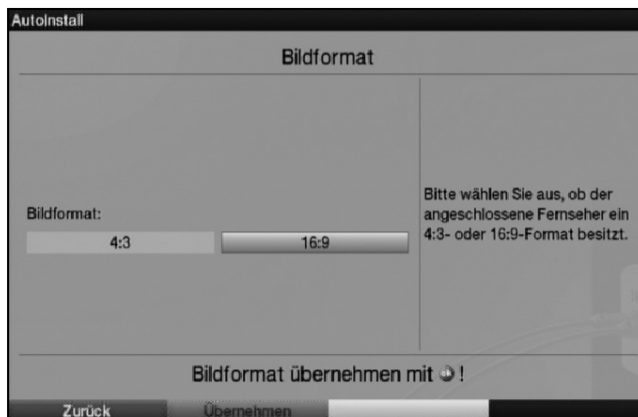 AutoInstall
Bildformat
Bildformat:
4:3
16:9
Bitte wählen Sie aus, ob der
angeschlossene Fernseher ein
4:3- oder 16:9-Format besitzt.
Bildformat übernehmen mit ok !
Zurück
Übernehmen